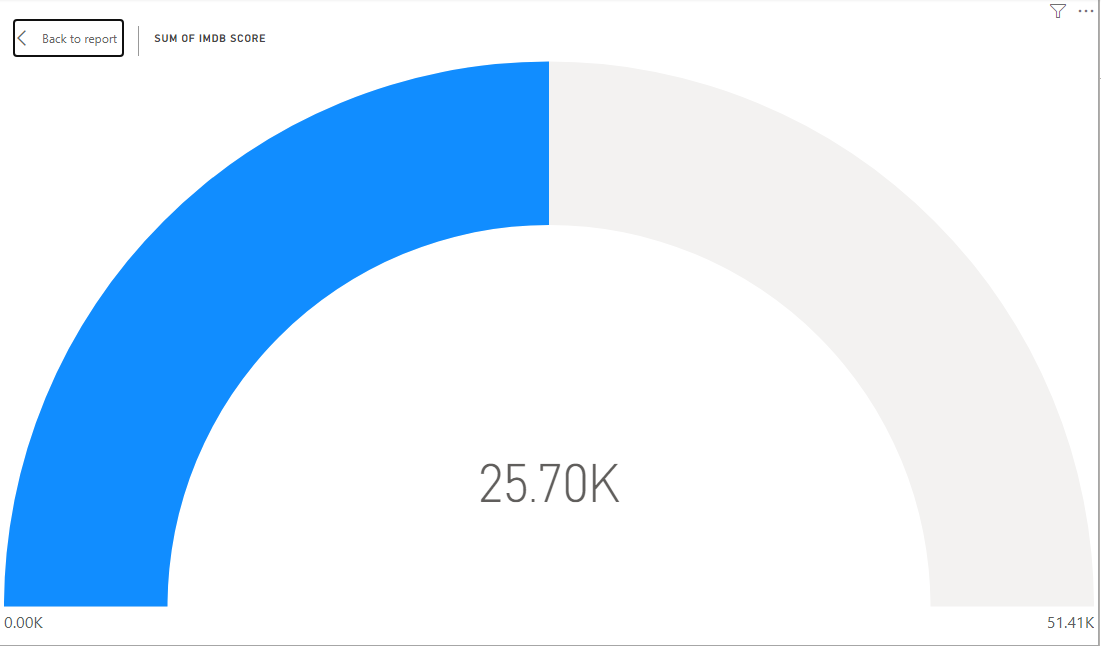 Back to report
SUM OF IMDB SCORE
25.70K
0.00K
51.41K